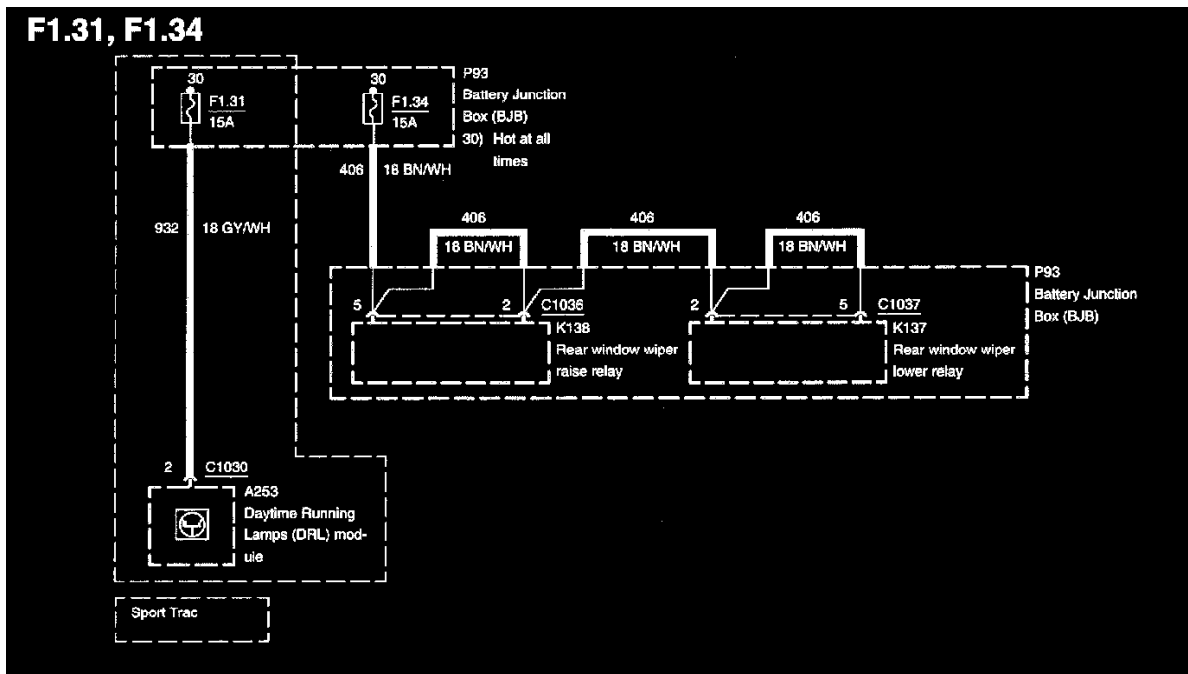 F1.31, F1.34
30
F1.31
15A
30
F1.34
15A
P93
Battery Junction
Box (BJB)
30) Hot at all
times
406 18 BN/WH
932 18 GY/WH
406
18 BN/WH
406
18 BN/WH
406
18 BN/WH
P93
Battery Junction
Box (BJB)
5
2 C1036
K138
Rear window wiper
raise relay
2
5 C1037
K137
Rear window wiper
lower relay
2 C1030
A253
Daytime Running
Lamps (DRL) mod-
ule
Sport Trac